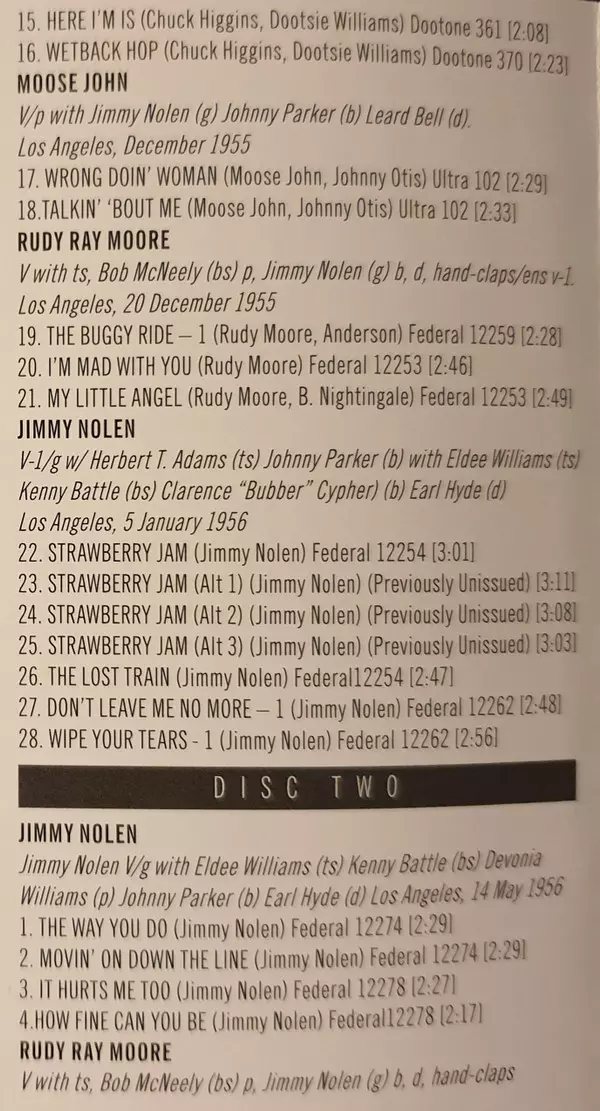 15. HERE I'M IS (Chuck Higgins, Dootsie Williams) Dootone 361 [2:08]
16. WETBACK HOP (Chuck Higgins, Dootsie Williams) Dootone 370 [2:23]
MOOSE JOHN
V/p with Jimmy Nolen (g) Johnny Parker (b) Leard Bell (d).
Los Angeles, December 1955
17. WRONG DOIN' WOMAN (Moose John, Johnny Otis) Ultra 102 [2:29]
18.TALKIN' 'BOUT ME (Moose John, Johnny Otis) Ultra 102 [2:33]
RUDY RAY MOORE
V with ts, Bob McNeely (bs) p, Jimmy Nolen (g) b, d, hand-claps/ens v-1.
Los Angeles, 20 December 1955
19. THE BUGGY RIDE – 1 (Rudy Moore, Anderson) Federal 12259 [2:28]
20. I'M MAD WITH YOU (Rudy Moore) Federal 12253 [2:46]
21. MY LITTLE ANGEL (Rudy Moore, B. Nightingale) Federal 12253 [2:49]
JIMMY NOLEN
V-1/g w/ Herbert T. Adams (ts) Johnny Parker (b) with Eldee Williams (ts)
Kenny Battle (bs) Clarence "Bubber" Cypher) (b) Earl Hyde (d)
Los Angeles, 5 January 1956
22. STRAWBERRY JAM (Jimmy Nolen) Federal 12254 [3:01]
23. STRAWBERRY JAM (Alt 1) (Jimmy Nolen) (Previously Unissued) [3:11]
24. STRAWBERRY JAM (Alt 2) (Jimmy Nolen) (Previously Unissued) [3:08]
25. STRAWBERRY JAM (Alt 3) (Jimmy Nolen) (Previously Unissued) [3:03]
26. THE LOST TRAIN (Jimmy Nolen) Federal12254 [2:47]
27. DON'T LEAVE ME NO MORE – 1 (Jimmy Nolen) Federal 12262 [2:48]
28. WIPE YOUR TEARS - 1 (Jimmy Nolen) Federal 12262 [2:56]
DISC TWO
JIMMY NOLEN
Jimmy Nolen V/g with Eldee Williams (ts) Kenny Battle (bs) Devonia
Williams (p) Johnny Parker (b) Earl Hyde (d) Los Angeles, 14 May 1956
1. THE WAY YOU DO (Jimmy Nolen) Federal 12274 [2:29]
2. MOVIN' ON DOWN THE LINE (Jimmy Nolen) Federal 12274 [2:29]
3. IT HURTS ME TOO (Jimmy Nolen) Federal 12278 [2:27]
4.HOW FINE CAN YOU BE (Jimmy Nolen) Federal12278 [2:17]
RUDY RAY MOORE
V with ts, Bob McNeely (bs) p, Jimmy Nolen (g) b, d, hand-claps